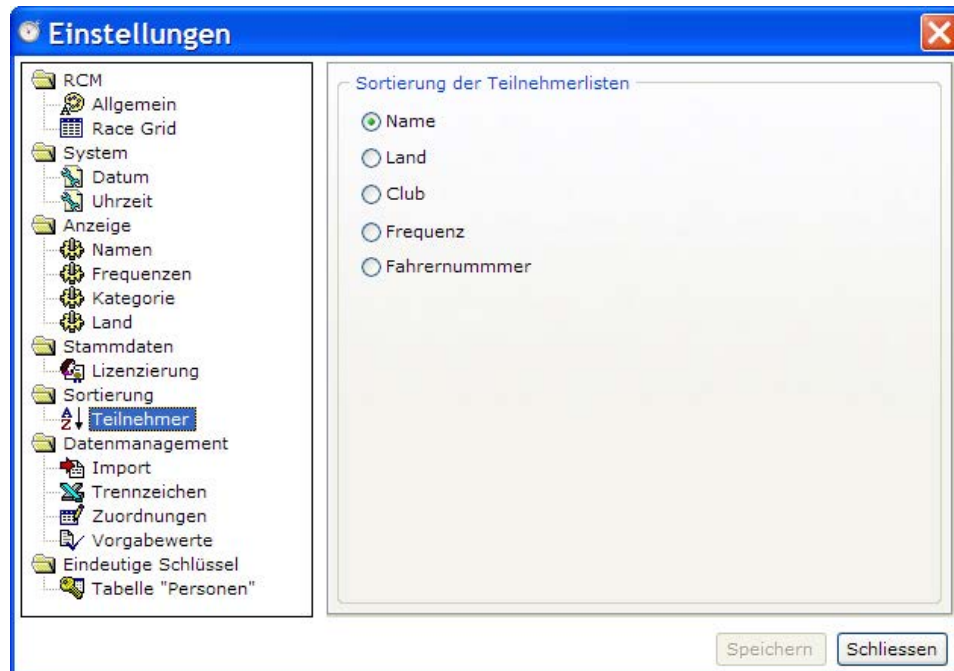 Einstellungen
RCM
Allgemein
Race Grid
System
Datum
Uhrzeit
Anzeige
Namen
Frequenzen
Kategorie
Land
Stammdaten
Lizenzierung
Sortierung
Teilnehmer
Datenmanagement
Import
Trennzeichen
Zuordnungen
Vorgabewerte
Eindeutige Schlüssel
Tabelle "Personen"
Sortierung der Teilnehmerlisten
Name
Land
Club
Frequenz
Fahrernummmer
Speichern
Schliessen